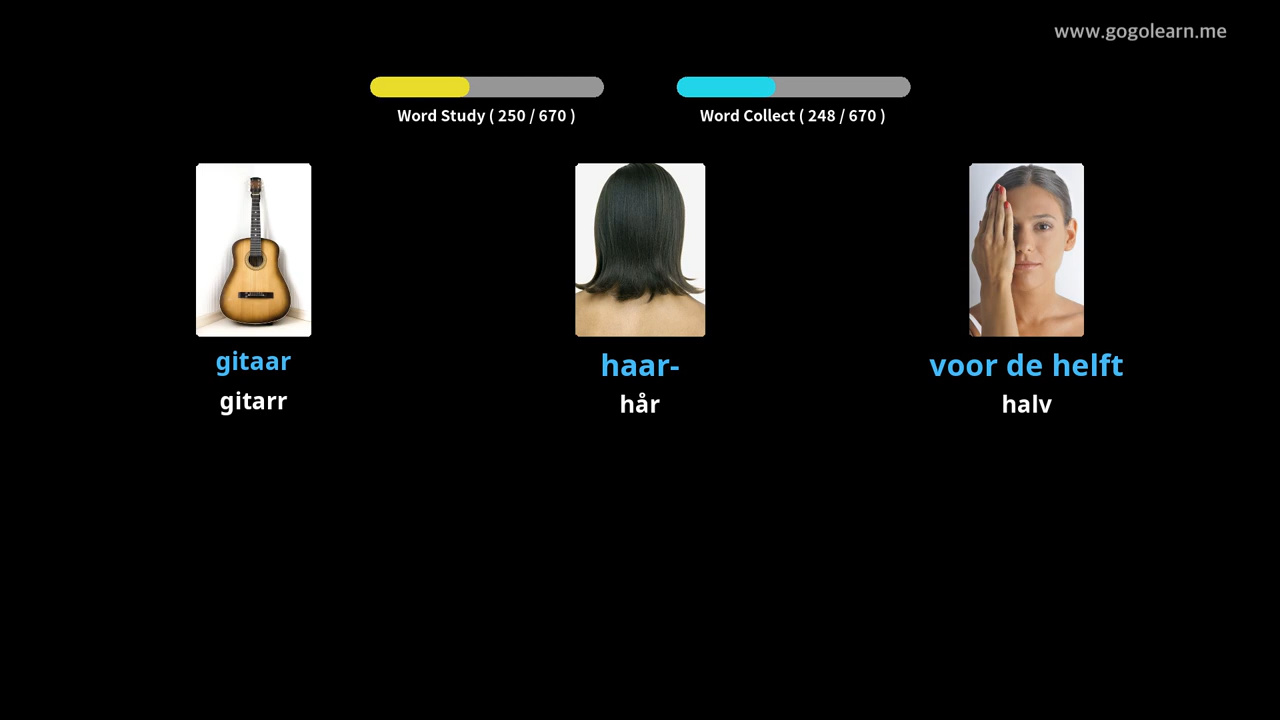 www.gogolearn.me
Word Study ( 250 / 670 )
Word Collect ( 248 / 670 )
gitaar
haar-
voor de helft
gitarr
hår
halv